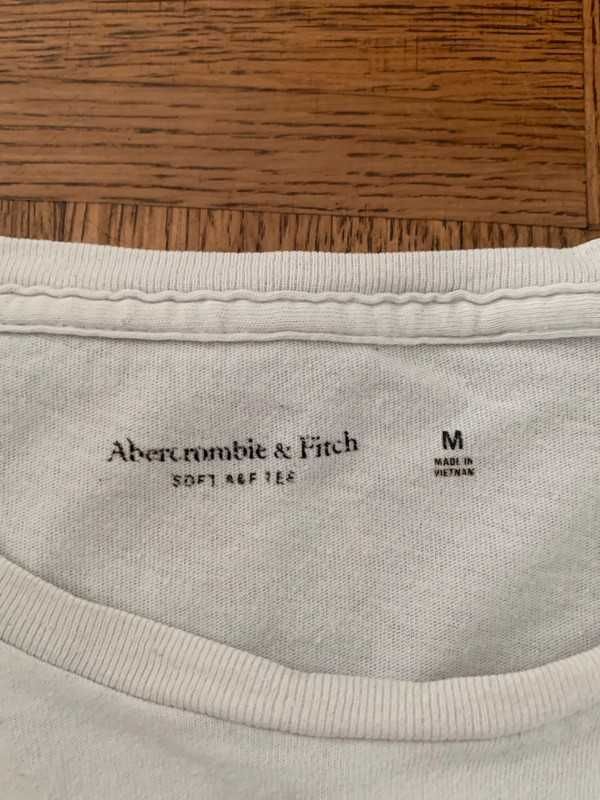 Abercrombie & Fitch
SOFT A&F TEE
M
MADE IN
VIETNAM